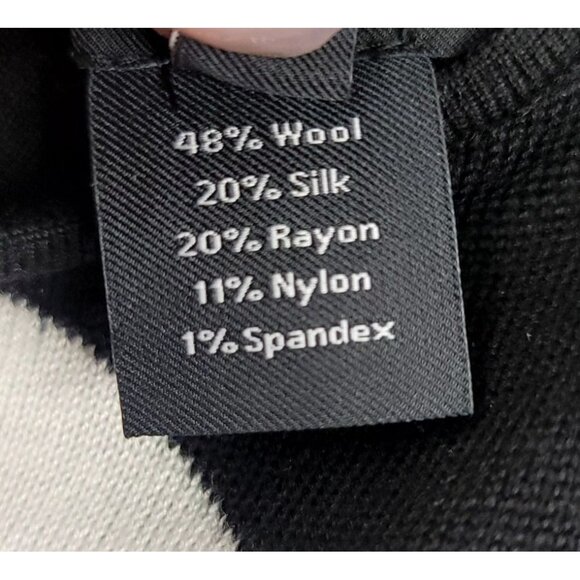 48% Wool
20% Silk
20% Rayon
11% Nylon
1% Spandex